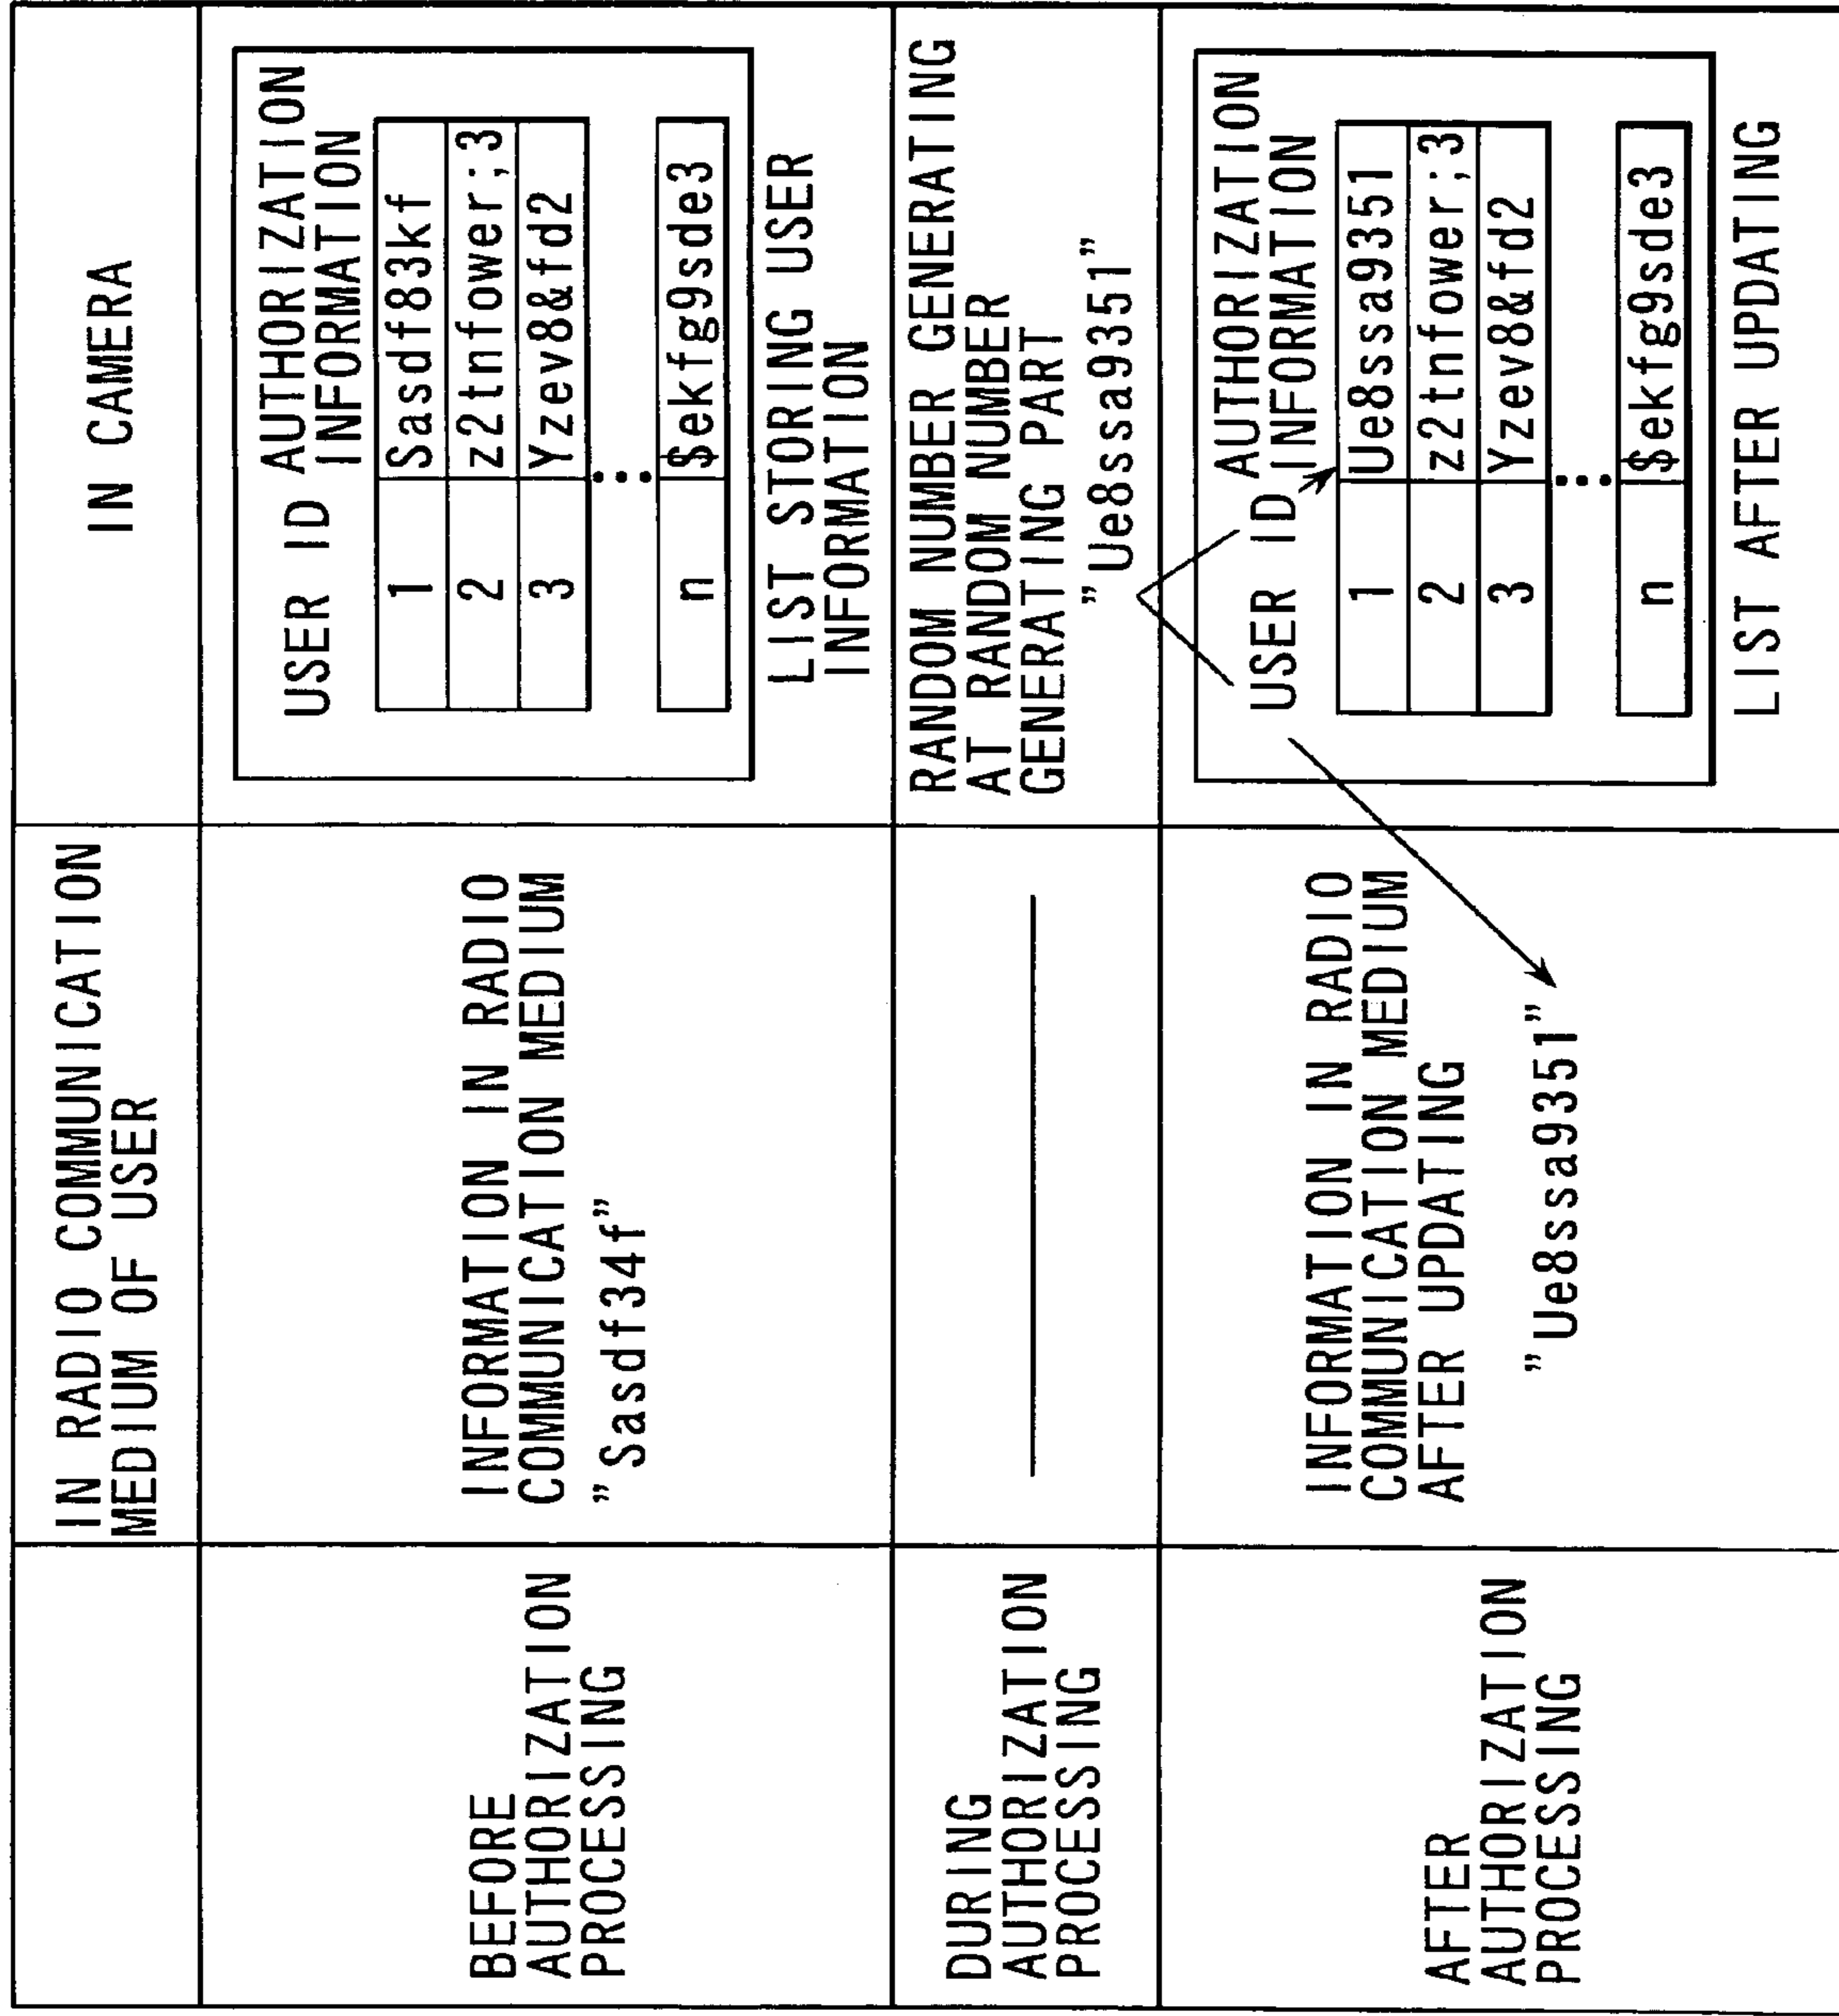 IN RADIO COMMUNICATION
MEDIUM OF USER
IN CAMERA
BEFORE
AUTHORIZATION
PROCESSING
INFORMATION IN RADIO
COMMUNICATION MEDIUM
"Sasdf34f"
USER ID AUTHORIZATION
INFORMATION
1 Sasdf83kf
2 z2tnfower;3
3 Yzev8&fd2
n $ekfg9sde3
LIST STORING USER
INFORMATION
DURING
AUTHORIZATION
PROCESSING
RANDOM NUMBER GENERATING
AT RANDOM NUMBER
GENERATING PART
"Ue8ssa9351"
AFTER
AUTHORIZATION
PROCESSING
INFORMATION IN RADIO
COMMUNICATION MEDIUM
AFTER UPDATING
"Ue8ssa9351"
USER ID AUTHORIZATION
INFORMATION
1 Ue8ssa9351
2 z2tnfower;3
3 Yzev8&fd2
n $ekfg9sde3
LIST AFTER UPDATING